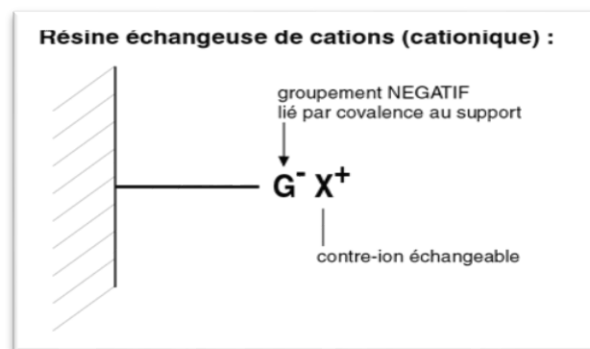 Résine échangeuse de cations (cationique) :
groupement NEGATIF
lié par covalence au support
G⁻ X⁺
contre-ion échangeable